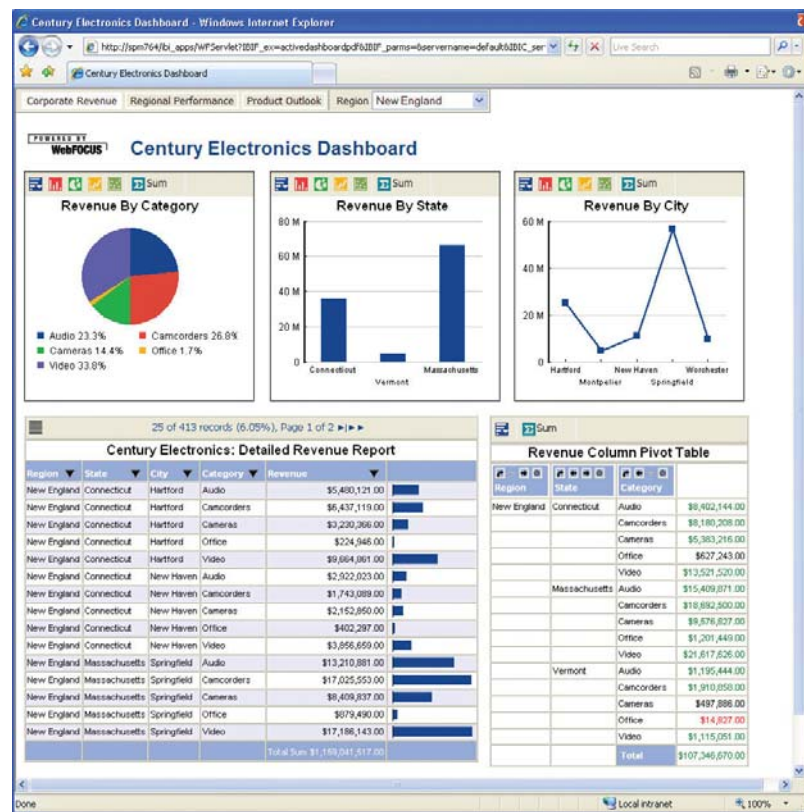 Century Electronics Dashboard - Windows Internet Explorer
http://spm764/ibi_apps/WFServlet?IBIF_ex=activedashboardpdf&IBIF_parms=&servername=default&IBIC_ser
Live Search
Century Electronics Dashboard
Corporate Revenue Regional Performance Product Outlook Region New England
POWERED BY
WebFOCUS
Century Electronics Dashboard
Sum
Revenue By Category
Audio 23.3% Camcorders 26.8%
Cameras 14.4% Office 1.7%
Video 33.8%
Sum
Revenue By State
80 M
60 M
40 M
20 M
0
Connecticut Vermont Massachusetts
Sum
Revenue By City
60 M
40 M
20 M
0
Hartford Montpelier New Haven Springfield Worchester
25 of 413 records (6.05%), Page 1 of 2
Century Electronics: Detailed Revenue Report
Region State City Category Revenue
New England Connecticut Hartford Audio $5,480,121.00
New England Connecticut Hartford Camcorders $6,437,119.00
New England Connecticut Hartford Cameras $3,230,366.00
New England Connecticut Hartford Office $224,946.00
New England Connecticut Hartford Video $9,664,861.00
New England Connecticut New Haven Audio $2,922,023.00
New England Connecticut New Haven Camcorders $1,743,089.00
New England Connecticut New Haven Cameras $2,152,850.00
New England Connecticut New Haven Office $402,297.00
New England Connecticut New Haven Video $3,856,659.00
New England Massachusetts Springfield Audio $13,210,881.00
New England Massachusetts Springfield Camcorders $17,025,553.00
New England Massachusetts Springfield Cameras $8,409,837.00
New England Massachusetts Springfield Office $879,490.00
New England Massachusetts Springfield Video $17,186,143.00
Total Sum $1,159,041,517.00
Sum
Revenue Column Pivot Table
Region State Category
New England Connecticut Audio $8,402,144.00
Camcorders $8,180,208.00
Cameras $5,383,216.00
Office $627,243.00
Video $13,521,520.00
Massachusetts Audio $15,409,871.00
Camcorders $18,692,500.00
Cameras $9,576,827.00
Office $1,201,449.00
Video $21,617,626.00
Vermont Audio $1,195,444.00
Camcorders $1,910,858.00
Cameras $497,886.00
Office $14,827.00
Video $1,115,051.00
Total $107,346,670.00
Done
Local intranet
100%